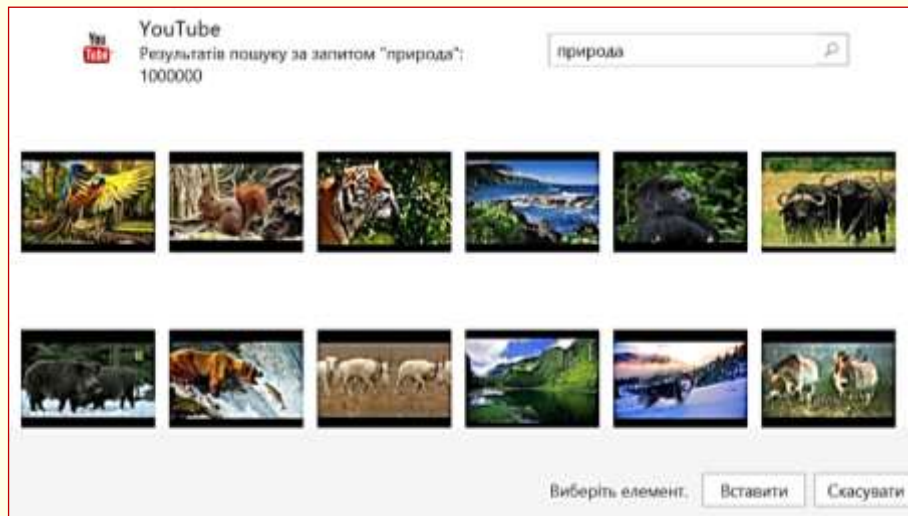 You
Tube
YouTube
Результатів пошуку за запитом "природа":
1000000
природа
Виберіть елемент.
Вставити
Скасувати